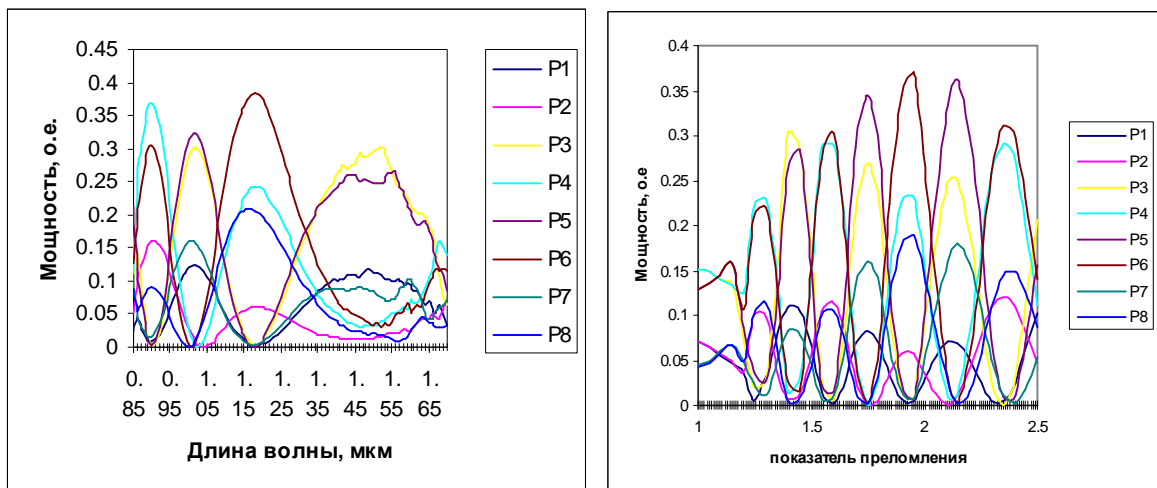 0.45
0.4
0.35
0.3
0.25
0.2
0.15
0.1
0.05
0
Мощность, о.е.
0. 0. 1. 1. 1. 1. 1. 1. 1.
85 95 05 15 25 35 45 55 65
Длина волны, мкм
P1
P2
P3
P4
P5
P6
P7
P8
0.4
0.35
0.3
0.25
0.2
0.15
0.1
0.05
0
Мощность, о.е
1 1.5 2 2.5
показатель преломления
P1
P2
P3
P4
P5
P6
P7
P8